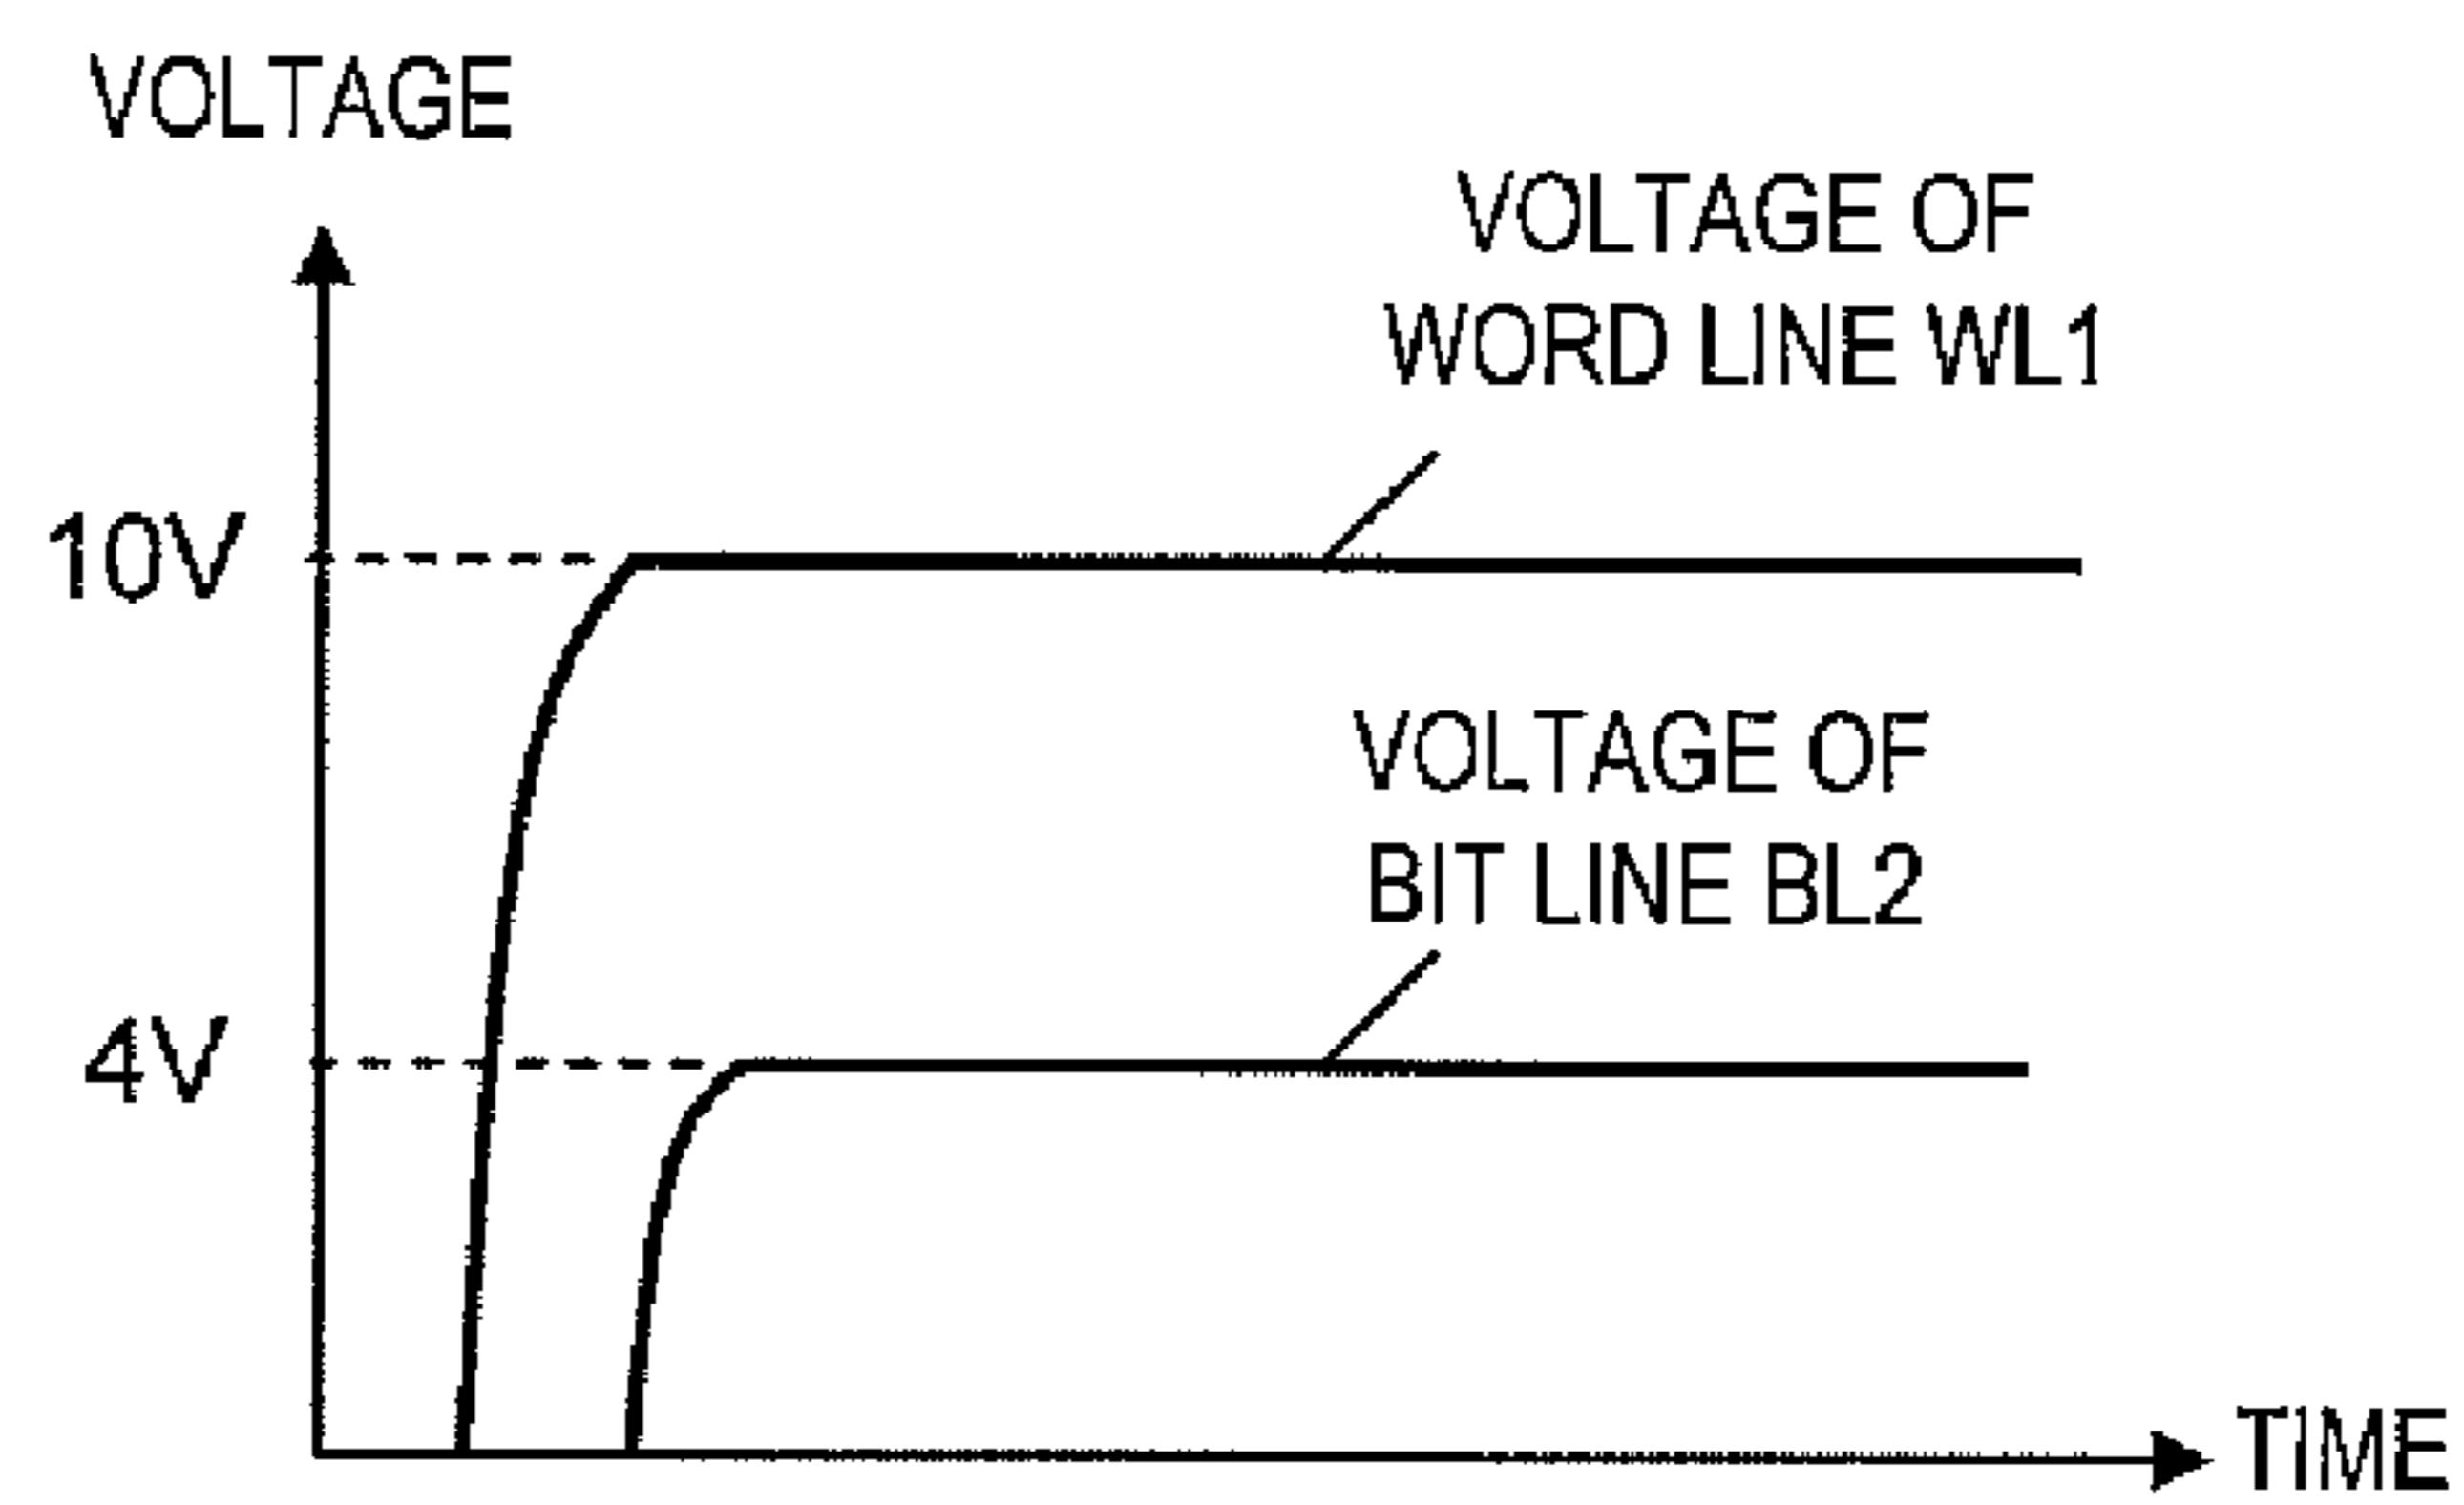 VOLTAGE
VOLTAGE OF
WORD LINE WL1
10V
VOLTAGE OF
BIT LINE BL2
4V
TIME